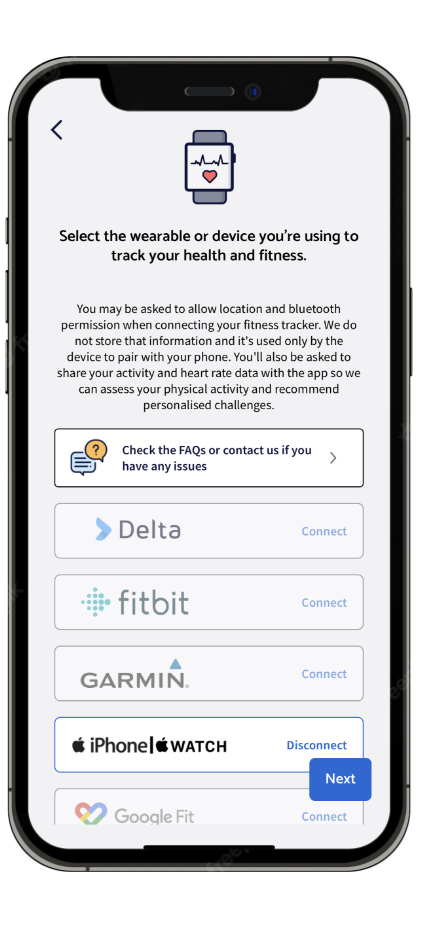 Select the wearable or device you're using to
track your health and fitness.
You may be asked to allow location and bluetooth
permission when connecting your fitness tracker. We do
not store that information and it's used only by the
device to pair with your phone. You'll also be asked to
share your activity and heart rate data with the app so we
can assess your physical activity and recommend
personalised challenges.
?
Check the FAQs or contact us if you
have any issues
Delta Connect
fitbit Connect
GARMIN. Connect
iPhone| WATCH Disconnect
Next
Google Fit Connect